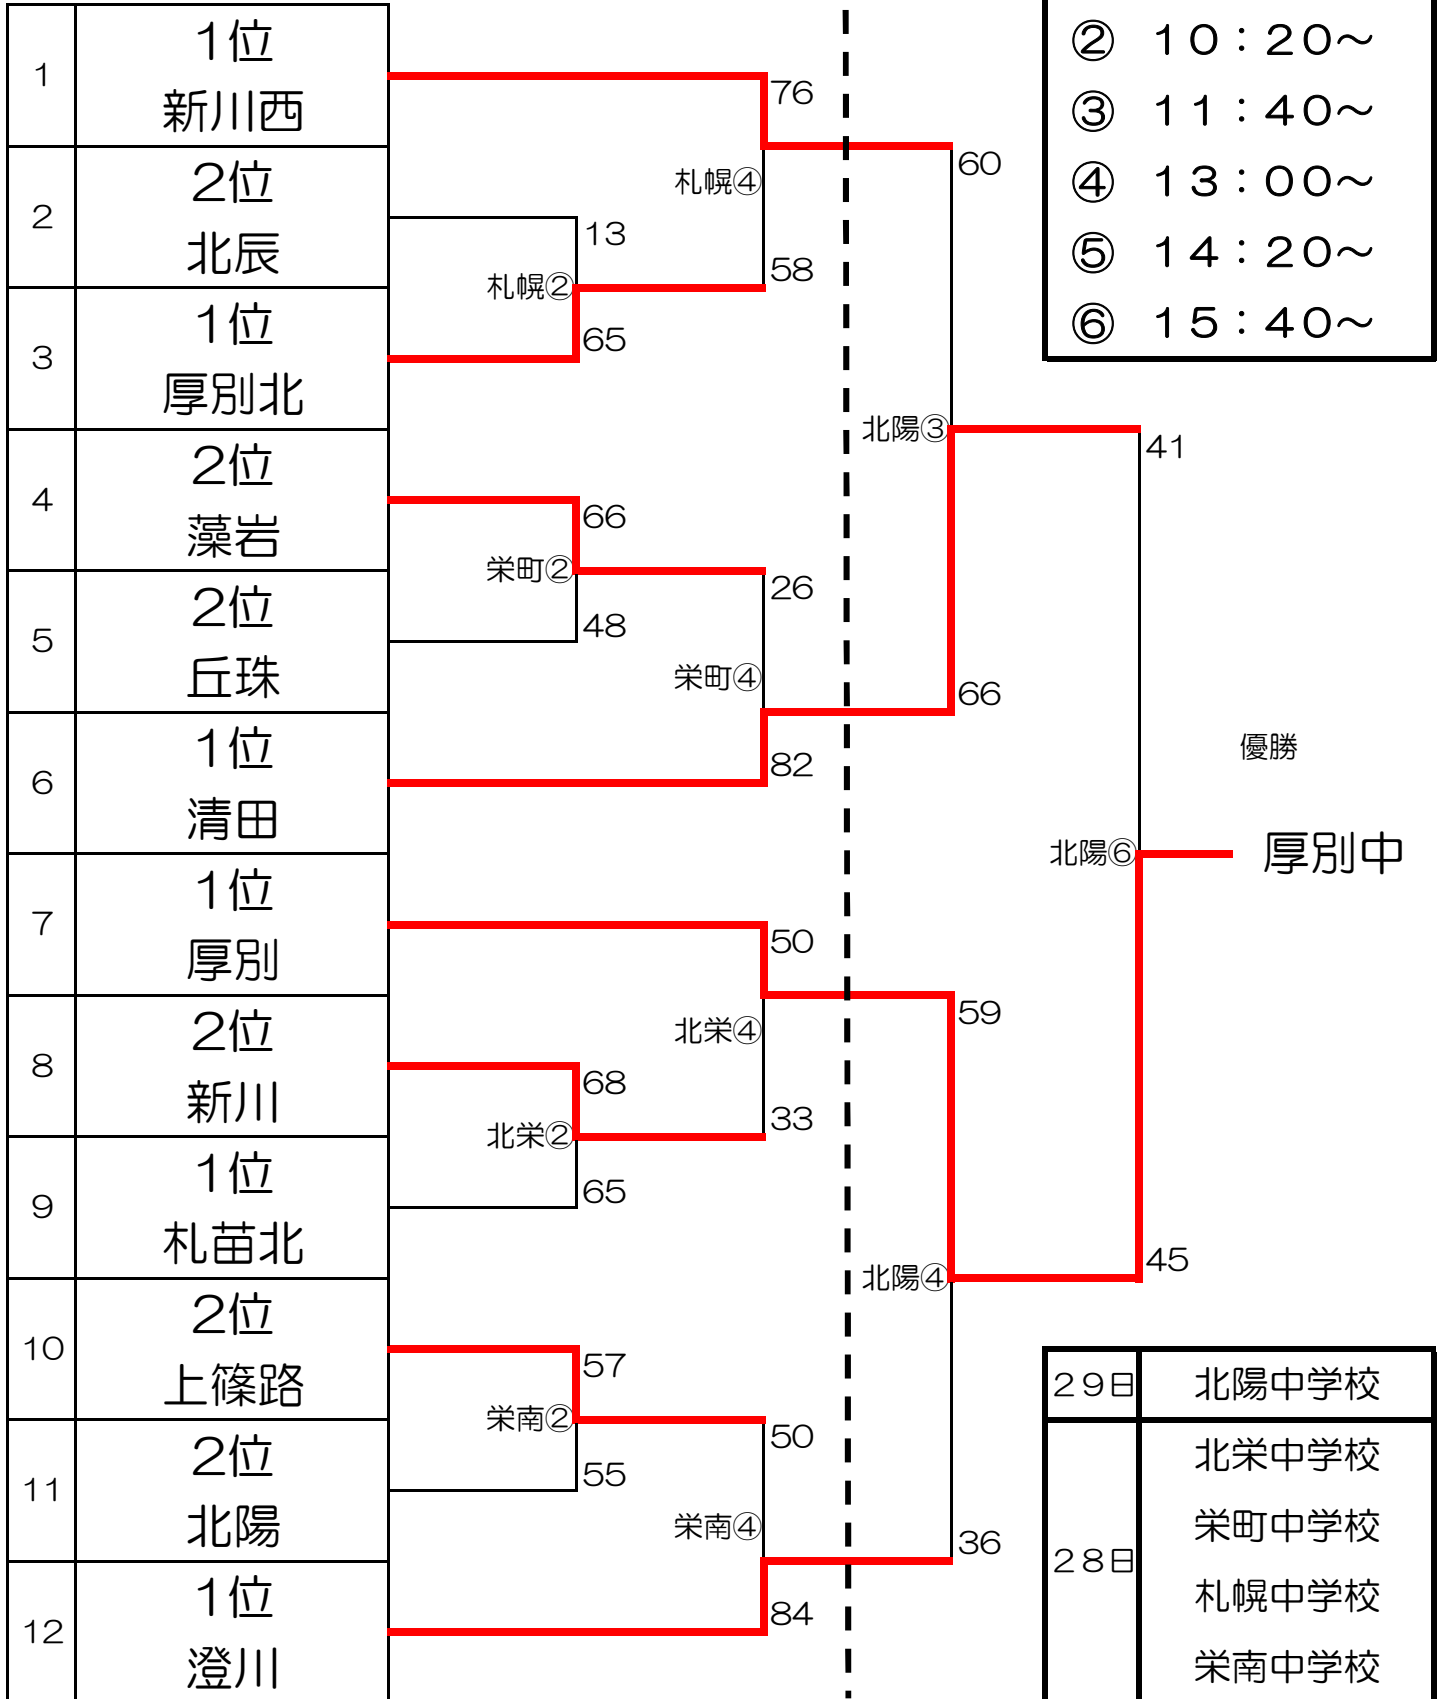 1
1位
新川西
2
2位
北辰
3
1位
厚別北
4
2位
藻岩
5
2位
丘珠
6
1位
清田
7
1位
厚別
8
2位
新川
9
1位
札苗北
10
2位
上篠路
11
2位
北陽
12
1位
澄川
13
札幌②
65
66
栄町②
48
68
北栄②
65
57
栄南②
55
76
札幌④
58
26
栄町④
82
50
北栄④
33
50
栄南④
84
60
北陽③
66
59
北陽④
36
41
北陽⑥
45
優勝
厚別中
② 10：20～
③ 11：40～
④ 13：00～
⑤ 14：20～
⑥ 15：40～
29日 北陽中学校
28日
北栄中学校
栄町中学校
札幌中学校
栄南中学校